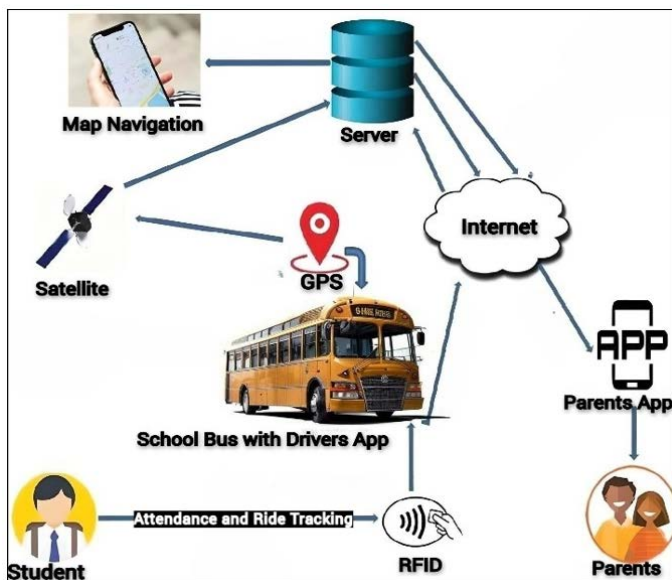 Map Navigation
Server
Internet
Satellite
GPS
APP
Parents App
School Bus with Drivers App
Attendance and Ride Tracking
Student
RFID
Parents